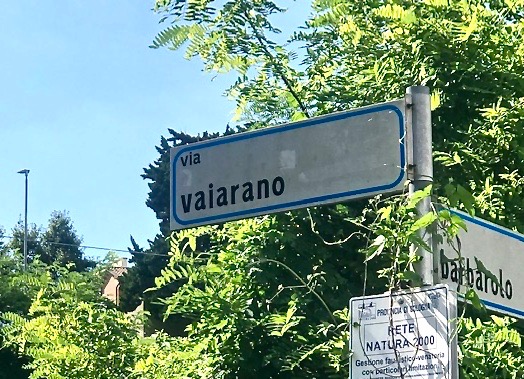 via
vaiarano
barbarolo
PROVINCIA DI BOLOGNA
RETE
NATURA 2000
Gestione faunistico-venatoria
con particolari limitazioni